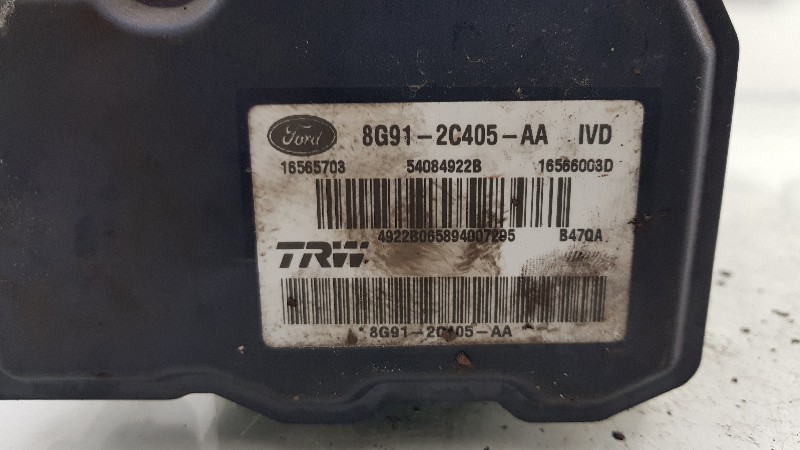 Ford 8G91-2C405-AA IVD
16565703 54084922B 16566003D
4922B065894007295 B47QA
TRW
8G91-2C405-AA